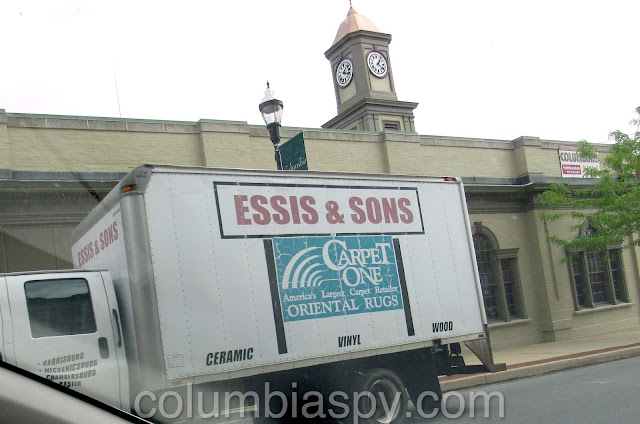 ESSIS & SONS
ESSIS & SONS
CARPET ONE
America's Largest Carpet Retailer
ORIENTAL RUGS
CERAMIC
VINYL
WOOD
HARRISBURG
MECHANICSBURG
CHAMBERSBURG
COLUMBIA
columbiaspy.com